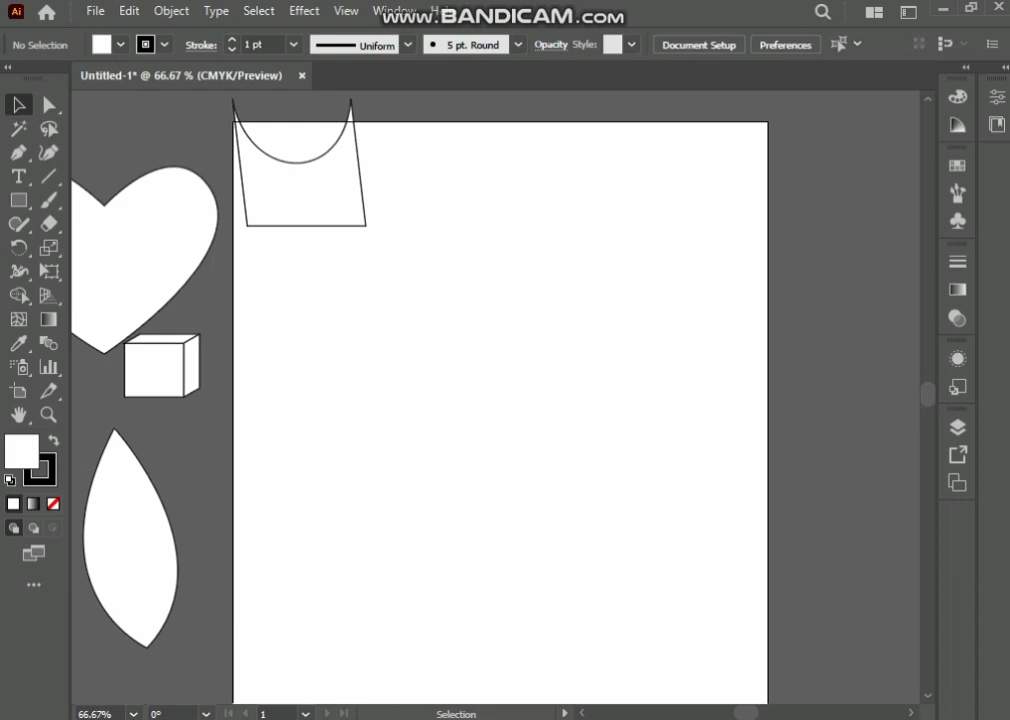 Ai File Edit Object Type Select Effect View Window
www.BANDICAM.com
No Selection Stroke: 1 pt Uniform 5 pt. Round Opacity Style: Document Setup Preferences
Untitled-1* @ 66.67 % (CMYK/Preview)
66.67% 0° 1 Selection